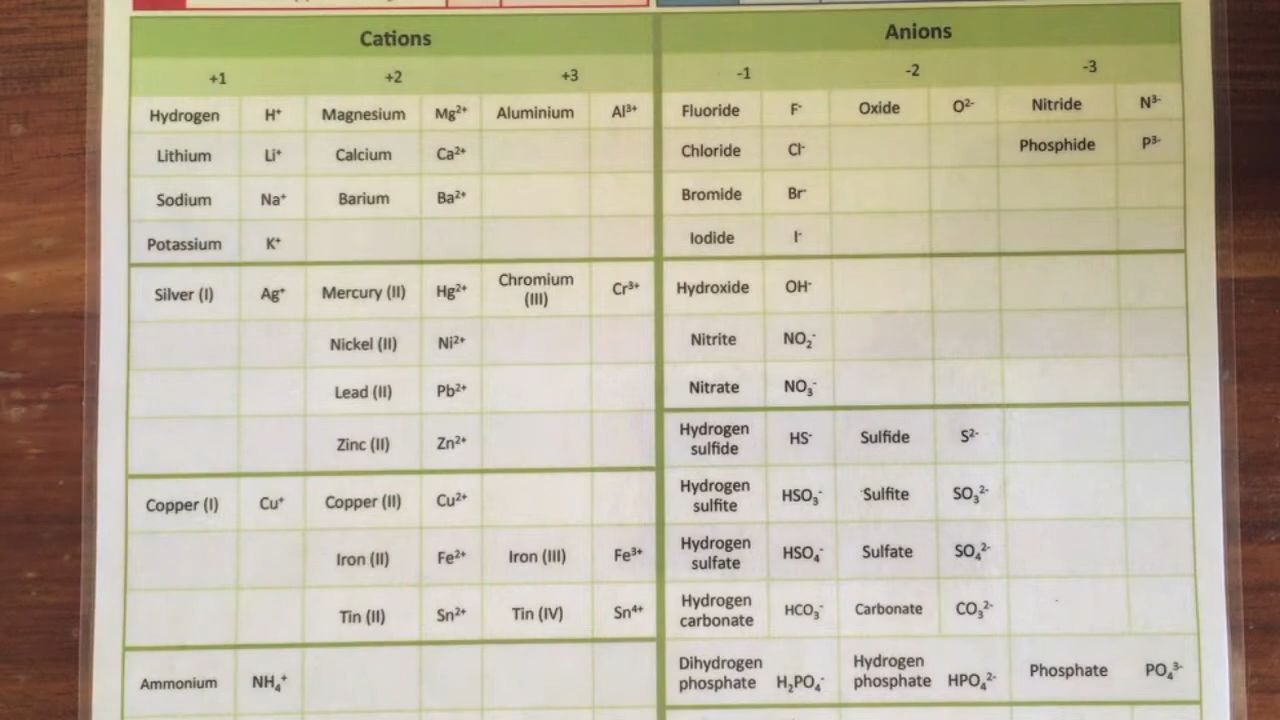 Cations Anions
+1 +2 +3 -1 -2 -3
Hydrogen H⁺ Magnesium Mg²⁺ Aluminium Al³⁺ Fluoride F⁻ Oxide O²⁻ Nitride N³⁻
Lithium Li⁺ Calcium Ca²⁺ Chloride Cl⁻ Phosphide P³⁻
Sodium Na⁺ Barium Ba²⁺ Bromide Br⁻
Potassium K⁺ Iodide I⁻
Silver (I) Ag⁺ Mercury (II) Hg²⁺ Chromium (III) Cr³⁺ Hydroxide OH⁻
Nickel (II) Ni²⁺ Nitrite NO₂⁻
Lead (II) Pb²⁺ Nitrate NO₃⁻
Zinc (II) Zn²⁺ Hydrogen sulfide HS⁻ Sulfide S²⁻
Copper (I) Cu⁺ Copper (II) Cu²⁺ Hydrogen sulfite HSO₃⁻ Sulfite SO₃²⁻
Iron (II) Fe²⁺ Iron (III) Fe³⁺ Hydrogen sulfate HSO₄⁻ Sulfate SO₄²⁻
Tin (II) Sn²⁺ Tin (IV) Sn⁴⁺ Hydrogen carbonate HCO₃⁻ Carbonate CO₃²⁻
Ammonium NH₄⁺ Dihydrogen phosphate H₂PO₄⁻ Hydrogen phosphate HPO₄²⁻ Phosphate PO₄³⁻